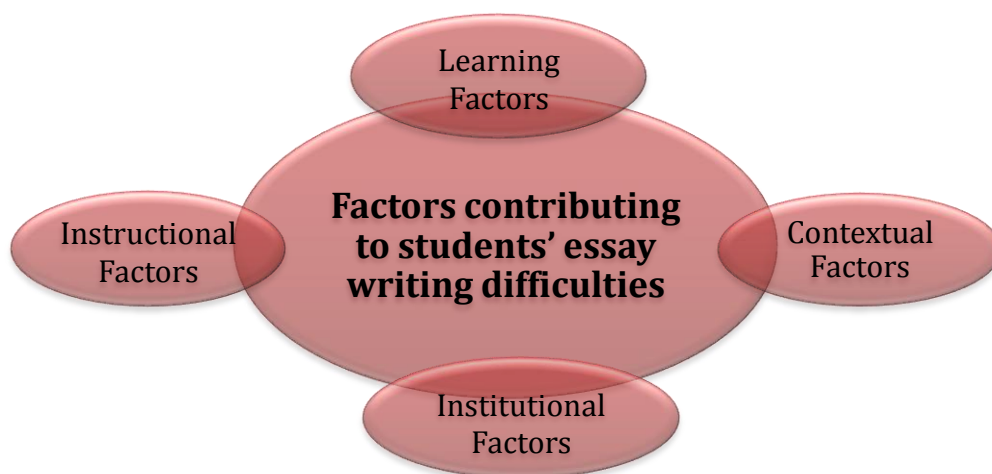 Learning
Factors
Factors contributing
to students’ essay
writing difficulties
Instructional
Factors
Contextual
Factors
Institutional
Factors